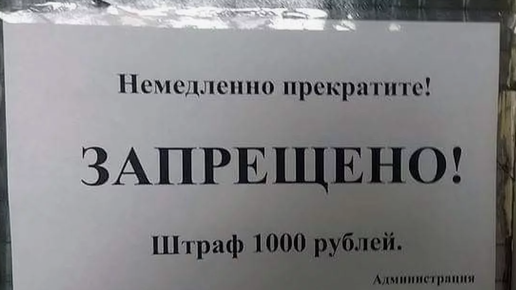 Немедленно прекратите!
ЗАПРЕЩЕНО!
Штраф 1000 рублей.
Администрация